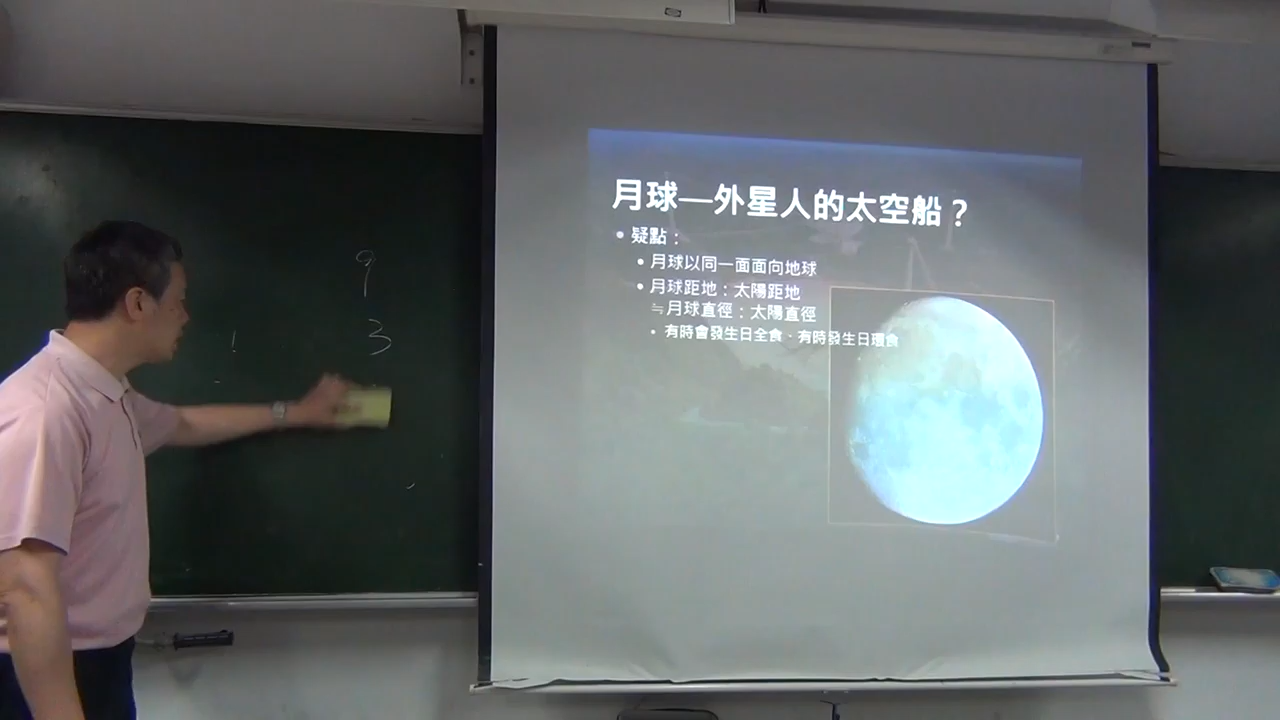 9
3
月球—外星人的太空船？
• 疑點：
• 月球以同一面面向地球
• 月球距地：太陽距地
≒月球直徑：太陽直徑
• 有時會發生日全食、有時發生日環食